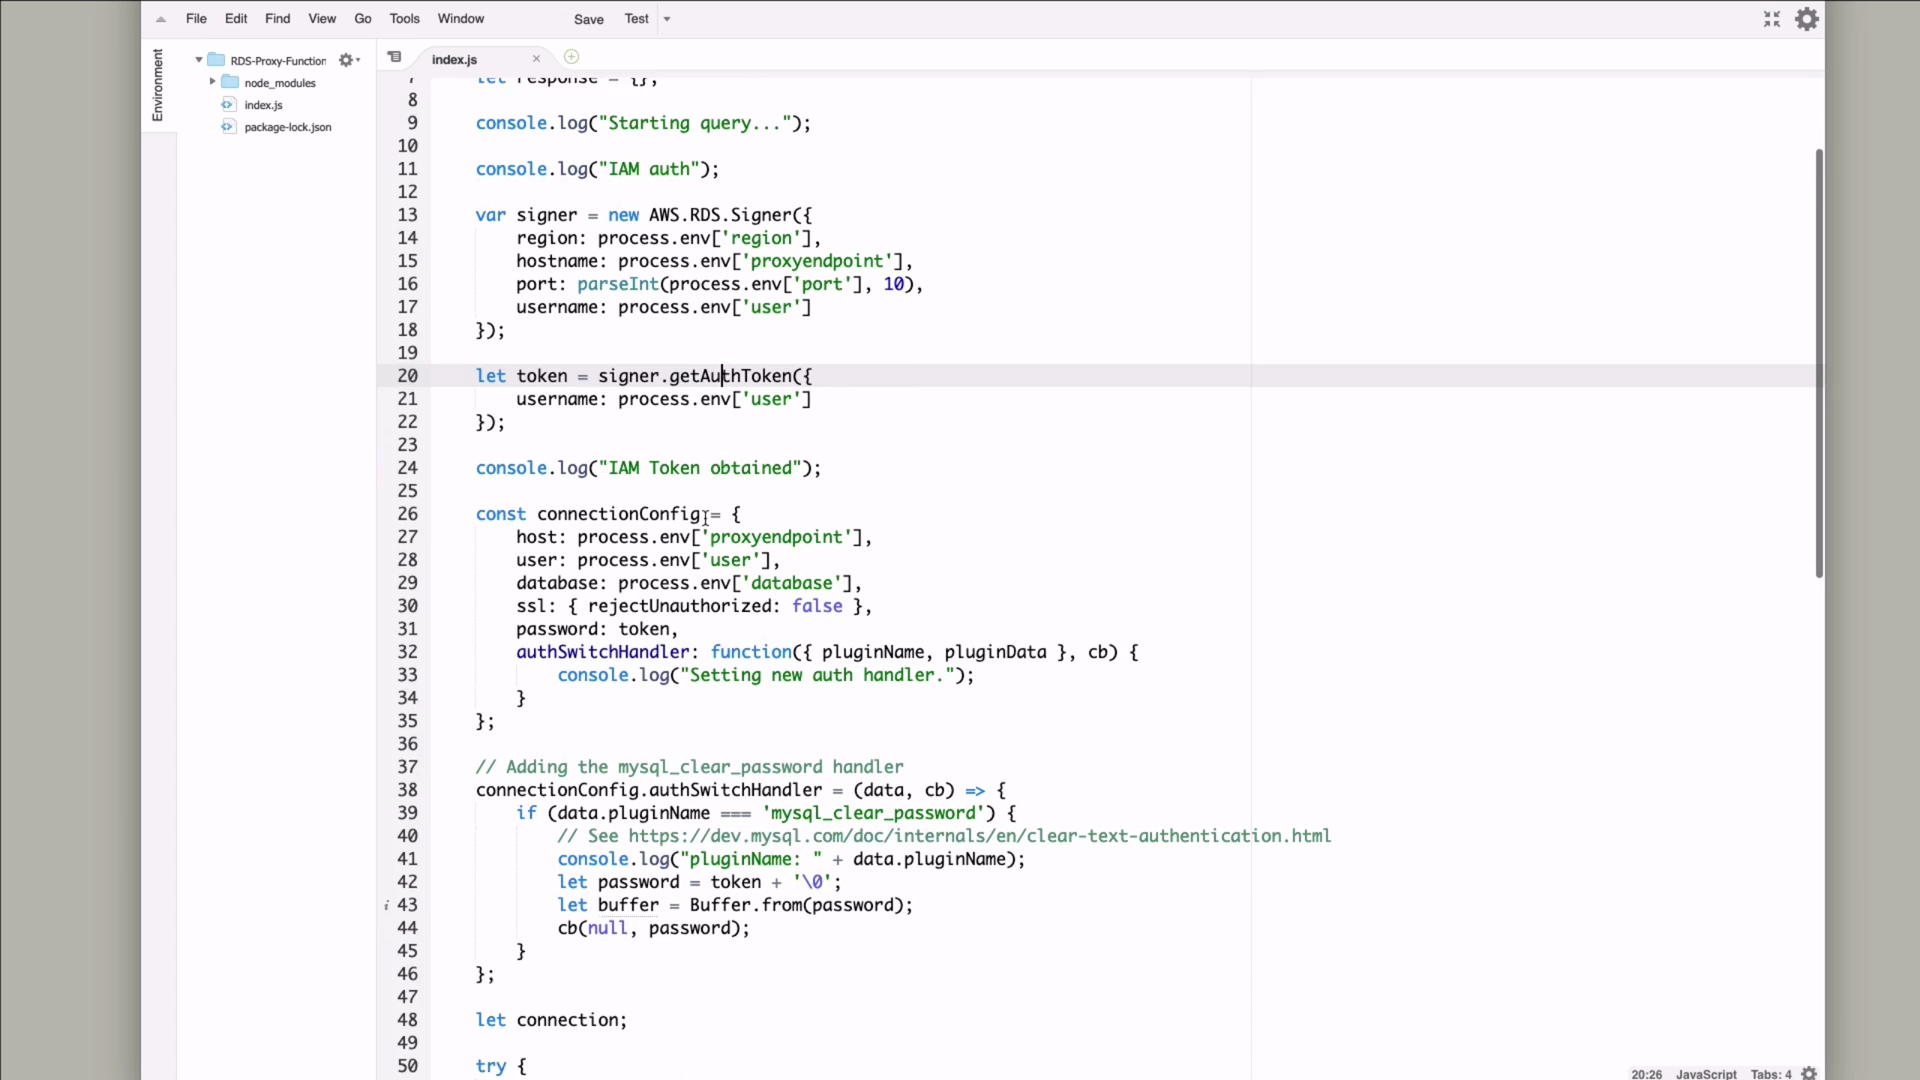 File Edit Find View Go Tools Window Save Test
Environment
RDS-Proxy-Function
node_modules
index.js
package-lock.json
index.js
7 let response = {};
8
9 console.log("Starting query...");
10
11 console.log("IAM auth");
12
13 var signer = new AWS.RDS.Signer({
14 region: process.env['region'],
15 hostname: process.env['proxyendpoint'],
16 port: parseInt(process.env['port'], 10),
17 username: process.env['user']
18 });
19
20 let token = signer.getAuthToken({
21 username: process.env['user']
22 });
23
24 console.log("IAM Token obtained");
25
26 const connectionConfig = {
27 host: process.env['proxyendpoint'],
28 user: process.env['user'],
29 database: process.env['database'],
30 ssl: { rejectUnauthorized: false },
31 password: token,
32 authSwitchHandler: function({ pluginName, pluginData }, cb) {
33 console.log("Setting new auth handler.");
34 }
35 };
36
37 // Adding the mysql_clear_password handler
38 connectionConfig.authSwitchHandler = (data, cb) => {
39 if (data.pluginName === 'mysql_clear_password') {
40 // See https://dev.mysql.com/doc/internals/en/clear-text-authentication.html
41 console.log("pluginName: " + data.pluginName);
42 let password = token + '\0';
i 43 let buffer = Buffer.from(password);
44 cb(null, password);
45 }
46 };
47
48 let connection;
49
50 try {
20:26 JavaScript Tabs: 4